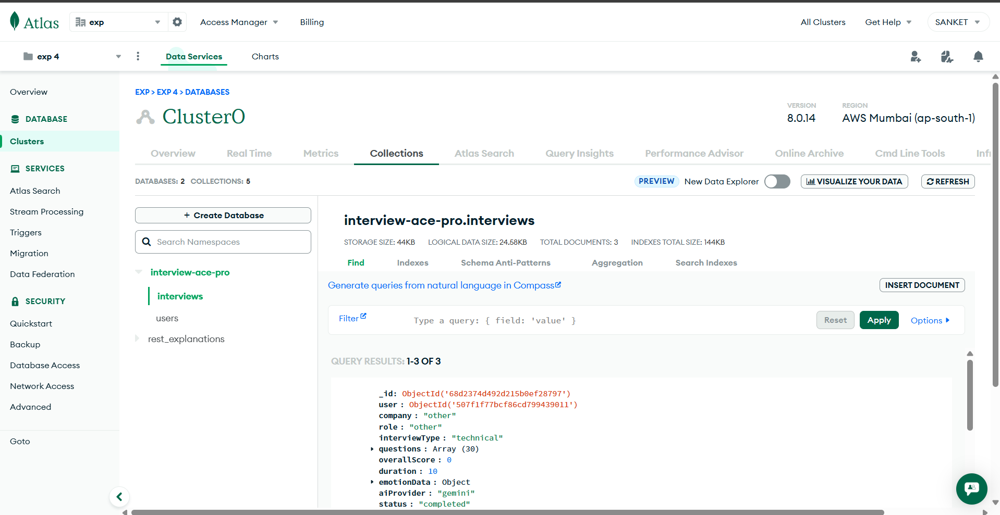 Atlas
exp
Access Manager
Billing
All Clusters
Get Help
SANKET
exp 4
Data Services
Charts
Overview
DATABASE
Clusters
SERVICES
Atlas Search
Stream Processing
Triggers
Migration
Data Federation
SECURITY
Quickstart
Backup
Database Access
Network Access
Advanced
Goto
EXP > EXP 4 > DATABASES
Cluster0
VERSION
8.0.14
REGION
AWS Mumbai (ap-south-1)
Overview
Real Time
Metrics
Collections
Atlas Search
Query Insights
Performance Advisor
Online Archive
Cmd Line Tools
DATABASES: 2 COLLECTIONS: 5
PREVIEW New Data Explorer
VISUALIZE YOUR DATA
REFRESH
+ Create Database
Search Namespaces
interview-ace-pro
interviews
users
rest_explanations
interview-ace-pro.interviews
STORAGE SIZE: 44KB LOGICAL DATA SIZE: 24.58KB TOTAL DOCUMENTS: 3 INDEXES TOTAL SIZE: 144KB
Find
Indexes
Schema Anti-Patterns
Aggregation
Search Indexes
Generate queries from natural language in Compass
INSERT DOCUMENT
Filter
Type a query: { field: 'value' }
Reset
Apply
Options
QUERY RESULTS: 1-3 OF 3
_id: ObjectId('68d2374d492d215b0ef28797')
user : ObjectId('507f1f77bcf86cd799439011')
company : "other"
role : "other"
interviewType : "technical"
questions : Array (30)
overallScore : 0
duration : 10
emotionData : Object
aiProvider : "gemini"
status : "completed"